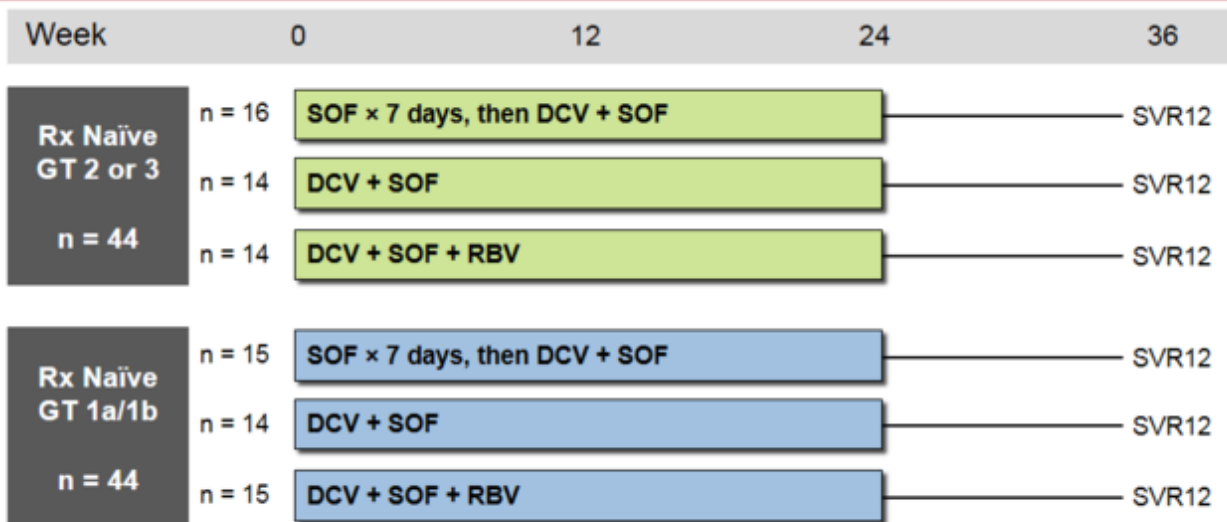 Week 0 12 24 36
Rx Naïve
GT 2 or 3
n = 44
n = 16 SOF × 7 days, then DCV + SOF SVR12
n = 14 DCV + SOF SVR12
n = 14 DCV + SOF + RBV SVR12
Rx Naïve
GT 1a/1b
n = 44
n = 15 SOF × 7 days, then DCV + SOF SVR12
n = 14 DCV + SOF SVR12
n = 15 DCV + SOF + RBV SVR12